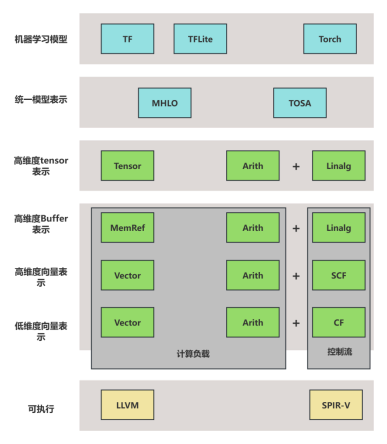 机器学习模型
TF
TFLite
Torch
统一模型表示
MHLO
TOSA
高维度tensor
表示
Tensor
Arith
+
Linalg
高维度Buffer
表示
MemRef
Arith
+
Linalg
高维度向量表
示
Vector
Arith
+
SCF
低维度向量表
示
Vector
Arith
+
CF
计算负载
控制流
可执行
LLVM
SPIR-V